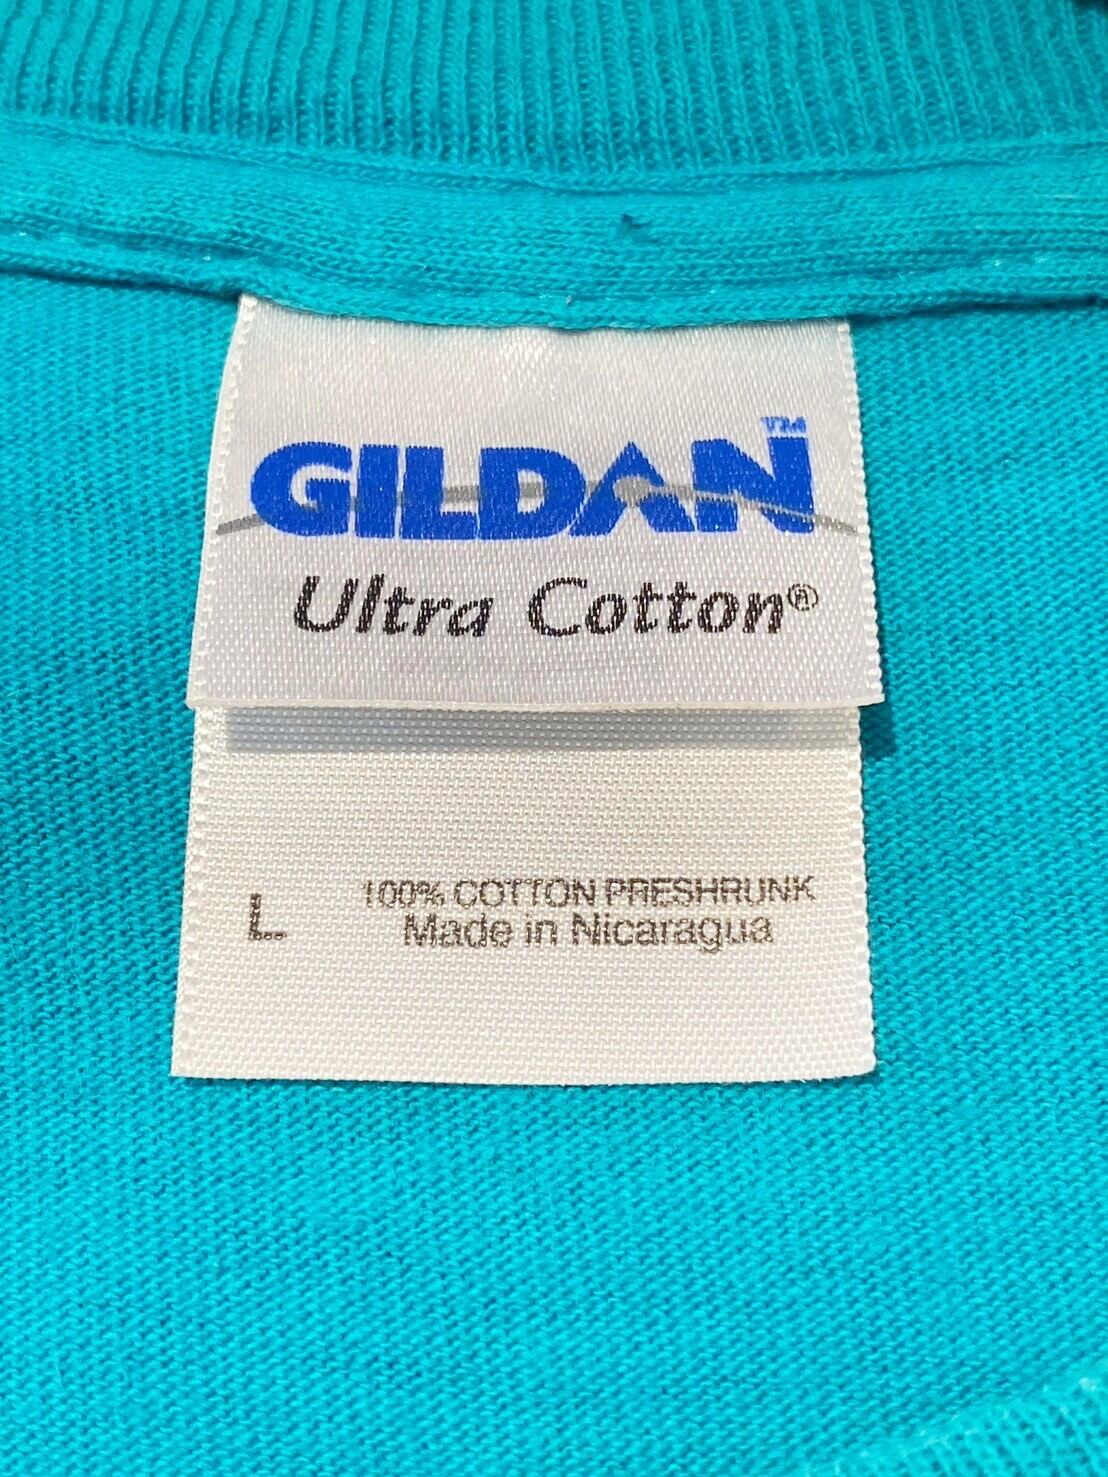 GILDAN™
Ultra Cotton®
L 100% COTTON PRESHRUNK
Made in Nicaragua